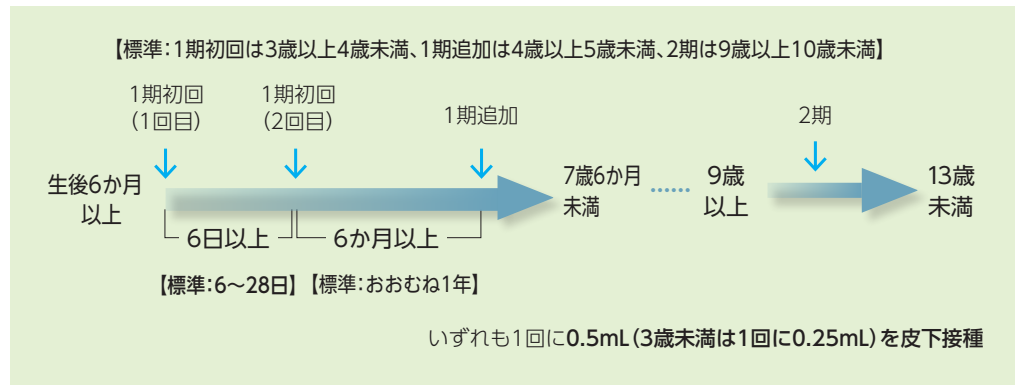 【標準：1期初回は3歳以上4歳未満、1期追加は4歳以上5歳未満、2期は9歳以上10歳未満】
1期初回
（1回目）
1期初回
（2回目）
1期追加
2期
生後6か月
以上
7歳6か月
未満
……
9歳
以上
13歳
未満
6日以上
6か月以上
【標準：6～28日】
【標準：おおむね1年】
いずれも1回に0.5mL（3歳未満は1回に0.25mL）を皮下接種